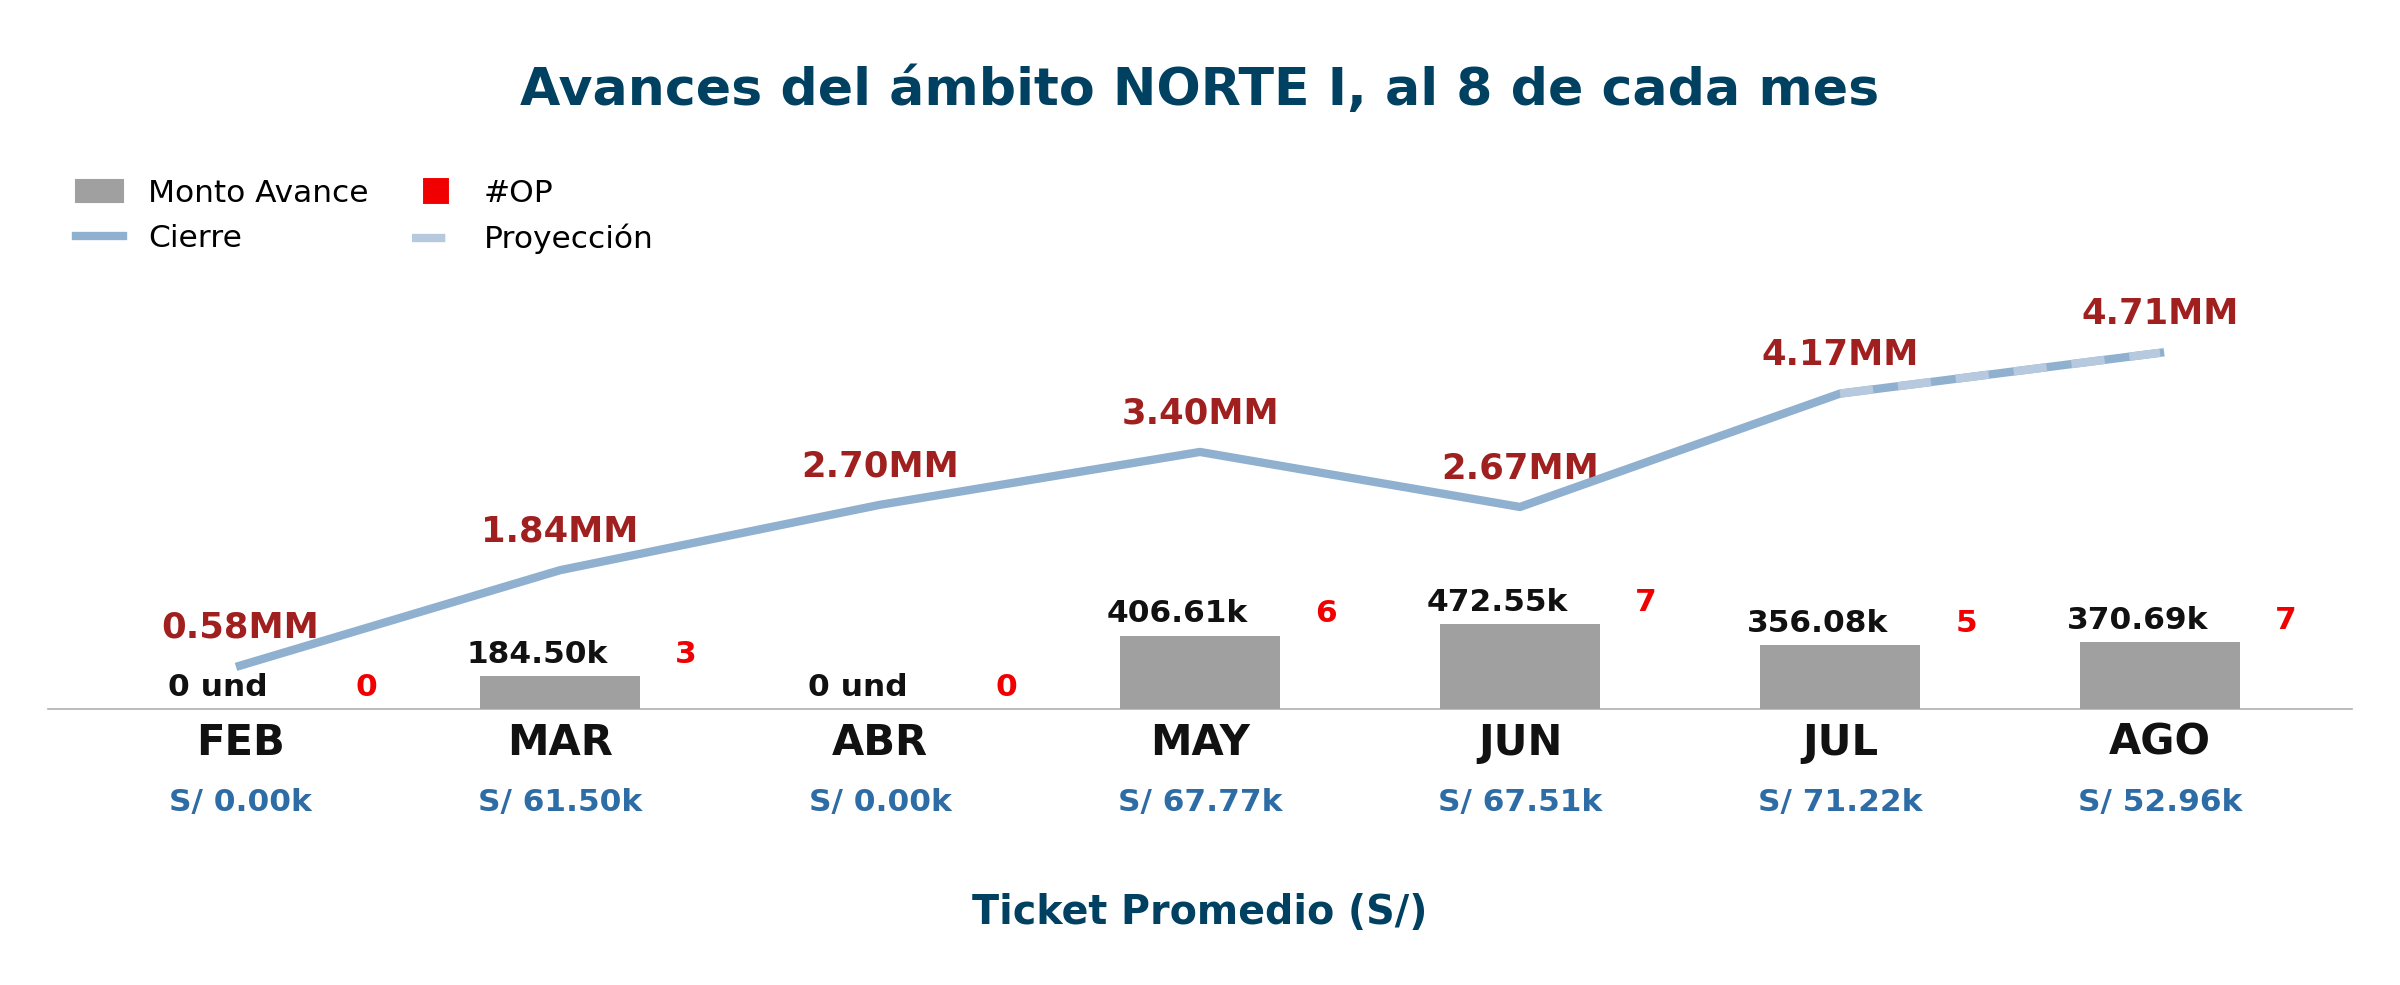 Avances del ámbito NORTE I, al 8 de cada mes
Monto Avance #OP
Cierre Proyección
4.71MM
4.17MM
3.40MM
2.70MM 2.67MM
1.84MM
0.58MM
406.61k 6 472.55k 7 356.08k 5 370.69k 7
184.50k 3
0 und 0 0 und 0
FEB MAR ABR MAY JUN JUL AGO
S/ 0.00k S/ 61.50k S/ 0.00k S/ 67.77k S/ 67.51k S/ 71.22k S/ 52.96k
Ticket Promedio (S/)